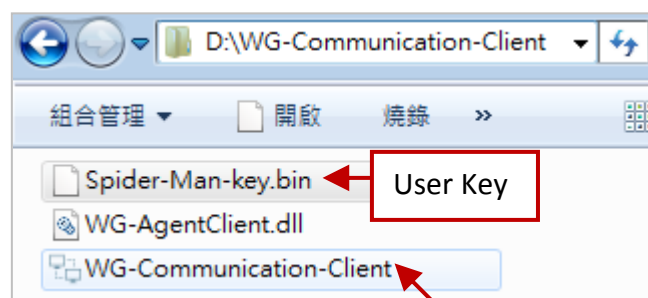 D:\WG-Communication-Client
組合管理 開啟 燒錄 »
Spider-Man-key.bin
User Key
WG-AgentClient.dll
WG-Communication-Client